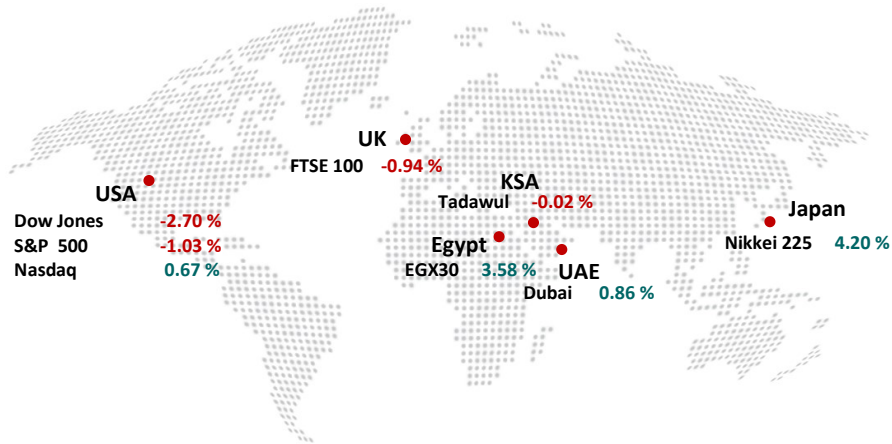 UK
FTSE 100 -0.94 %
USA
Dow Jones -2.70 %
S&P 500 -1.03 %
Nasdaq 0.67 %
KSA
Tadawul -0.02 %
Egypt
EGX30 3.58 %
UAE
Dubai 0.86 %
Japan
Nikkei 225 4.20 %